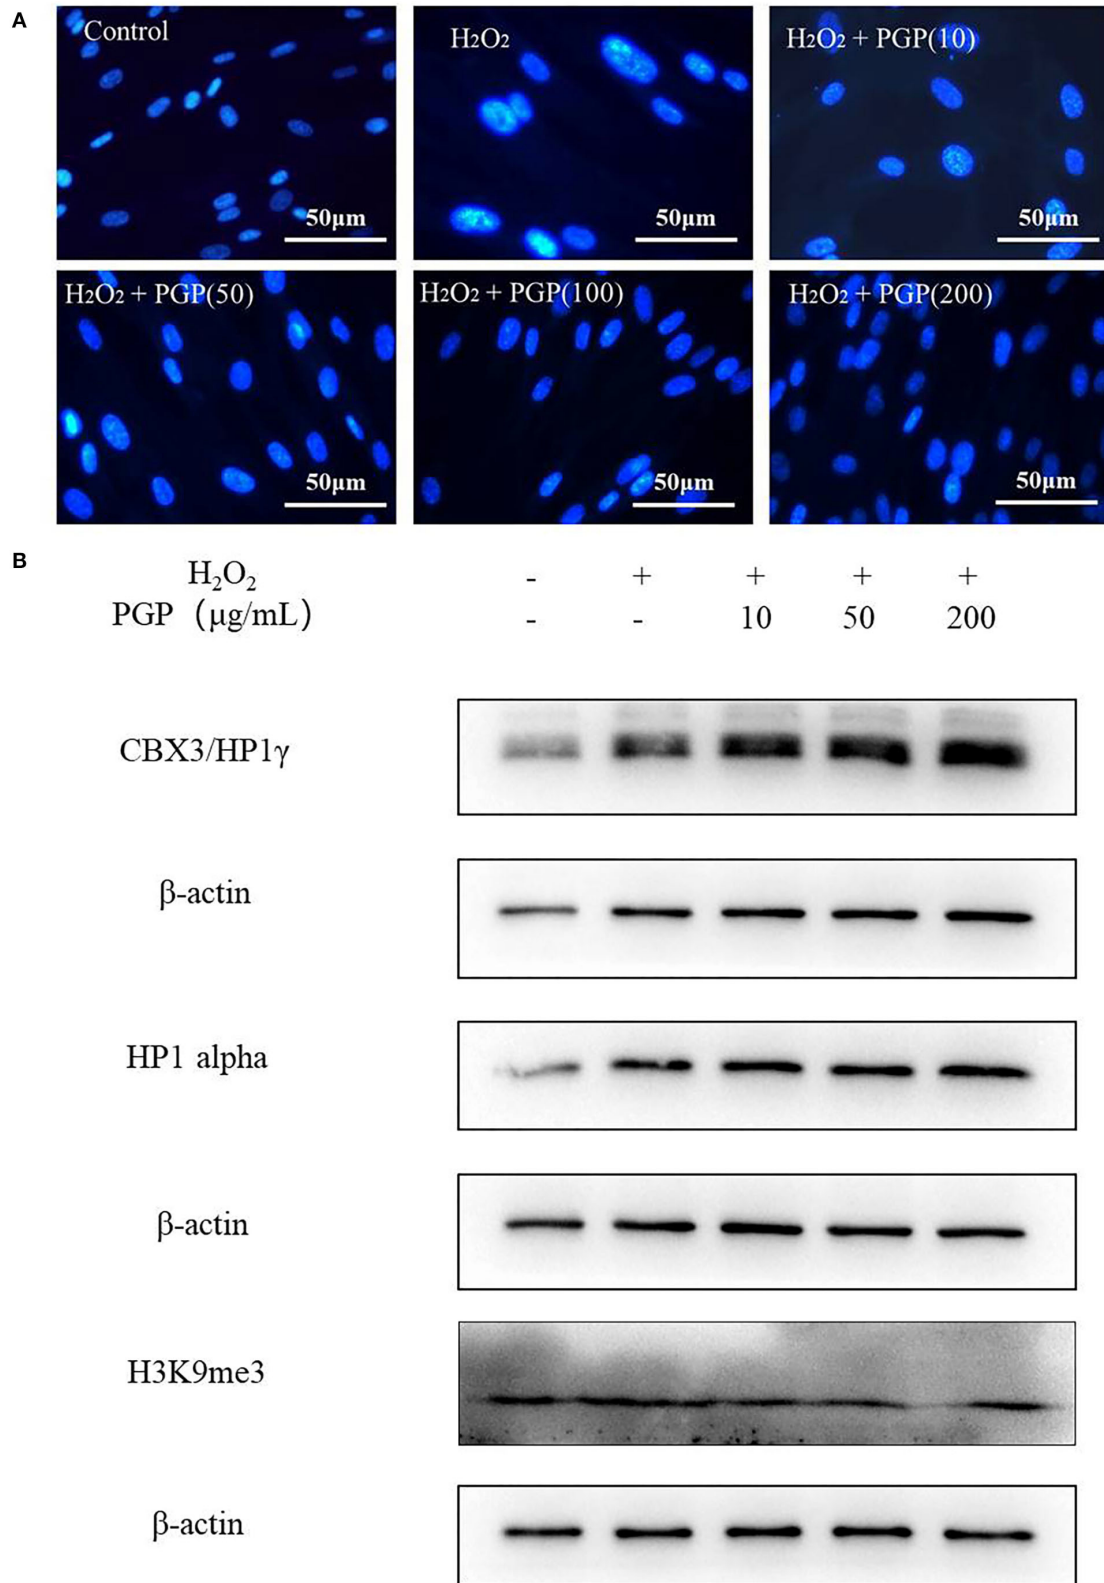 A
Control
H2O2
H2O2 + PGP(10)
50μm
50μm
50μm
H2O2 + PGP(50)
H2O2 + PGP(100)
H2O2 + PGP(200)
50μm
50μm
50μm
B
H₂O₂ - + + + +
PGP（μg/mL） - - 10 50 200
CBX3/HP1γ
β-actin
HP1 alpha
β-actin
H3K9me3
β-actin